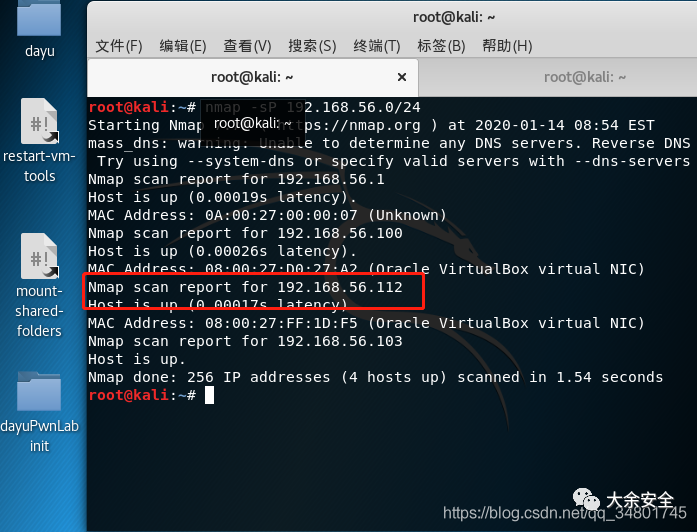 root@kali: ~
文件(F) 编辑(E) 查看(V) 搜索(S) 终端(T) 标签(B) 帮助(H)
root@kali: ~ × root@kali: ~
root@kali:~# nmap -sP 192.168.56.0/24
root@kali: ~
Starting Nmap ttps://nmap.org ) at 2020-01-14 08:54 EST
mass_dns: warning: Unable to determine any DNS servers. Reverse DNS
Try using --system-dns or specify valid servers with --dns-servers
Nmap scan report for 192.168.56.1
Host is up (0.00019s latency).
MAC Address: 0A:00:27:00:00:07 (Unknown)
Nmap scan report for 192.168.56.100
Host is up (0.00026s latency).
MAC Address: 08:00:27:D0:27:A2 (Oracle VirtualBox virtual NIC)
Nmap scan report for 192.168.56.112
Host is up (0.00017s latency).
MAC Address: 08:00:27:FF:1D:F5 (Oracle VirtualBox virtual NIC)
Nmap scan report for 192.168.56.103
Host is up.
Nmap done: 256 IP addresses (4 hosts up) scanned in 1.54 seconds
root@kali:~#
dayu
#!
restart-vm-
tools
#!
mount-
shared-
folders
dayuPwnLab
init
大余安全
https://blog.csdn.net/qq_34801745